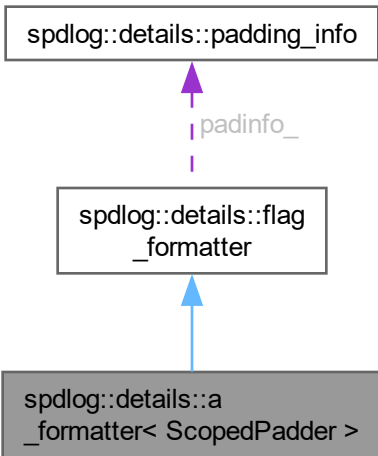 spdlog::details::padding_info
padinfo_
spdlog::details::flag
_formatter
spdlog::details::a
_formatter< ScopedPadder >